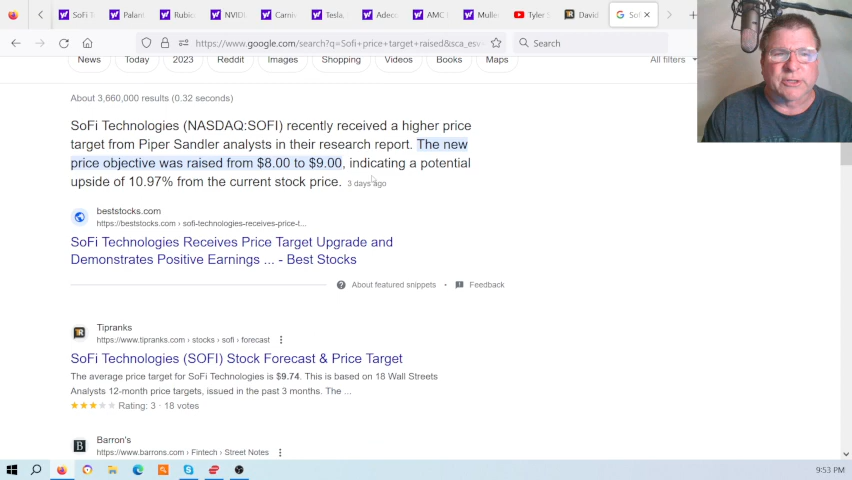 SoFi T
Palant
Rubio
NVIDI
Carniv
Tesla,
Adeo
AMC
Mulle
Tyler S
David
Sof
https://www.google.com/search?q=Sofi+price+target+raised&sca_esv=
Search
News Today 2023 Reddit Images Shopping Videos Books Maps All filters
About 3,660,000 results (0.32 seconds)
SoFi Technologies (NASDAQ:SOFI) recently received a higher price
target from Piper Sandler analysts in their research report. The new
price objective was raised from $8.00 to $9.00, indicating a potential
upside of 10.97% from the current stock price. 3 days ago
beststocks.com
https://beststocks.com › sofi-technologies-receives-price-t...
SoFi Technologies Receives Price Target Upgrade and
Demonstrates Positive Earnings ... - Best Stocks
About featured snippets • Feedback
Tipranks
https://www.tipranks.com › stocks › sofi › forecast
SoFi Technologies (SOFI) Stock Forecast & Price Target
The average price target for SoFi Technologies is $9.74. This is based on 18 Wall Streets
Analysts 12-month price targets, issued in the past 3 months. The ...
Rating: 3 · 18 votes
Barron's
https://www.barrons.com › Fintech › Street Notes
9:53 PM